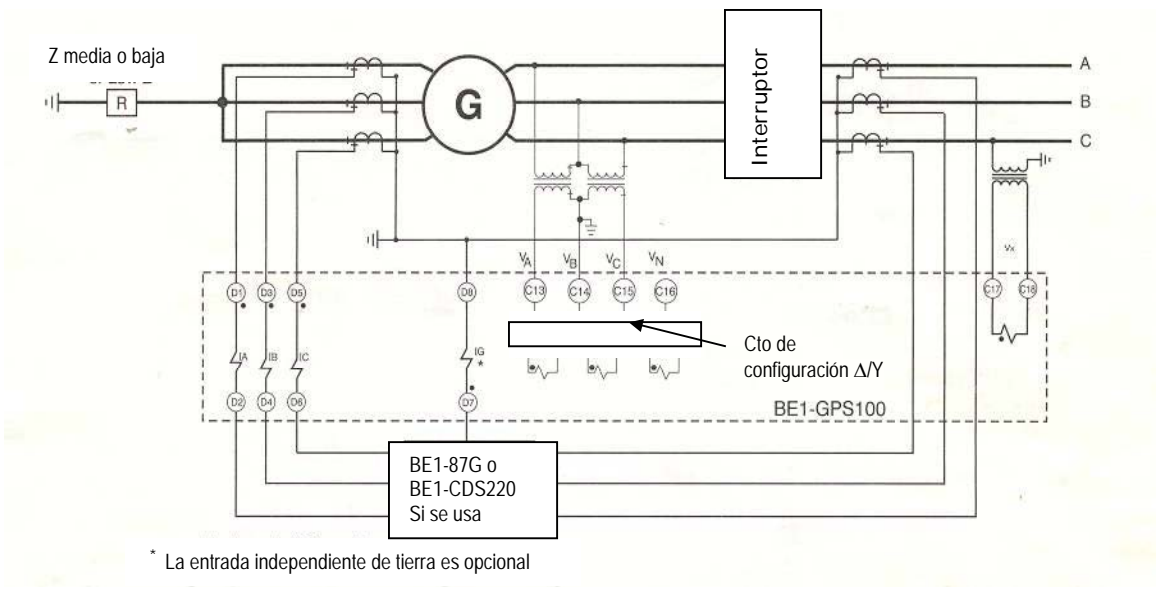 Z media o baja
R
G
Interruptor
A
B
C
VA
VB
VC
VN
Vx
D1
D3
D5
D8
C13
C14
C15
C16
C17
C18
IA
IB
IC
IG
*
Cto de
configuración Δ/Y
D2
D4
D6
D7
BE1-GPS100
BE1-87G o
BE1-CDS220
Si se usa
* La entrada independiente de tierra es opcional